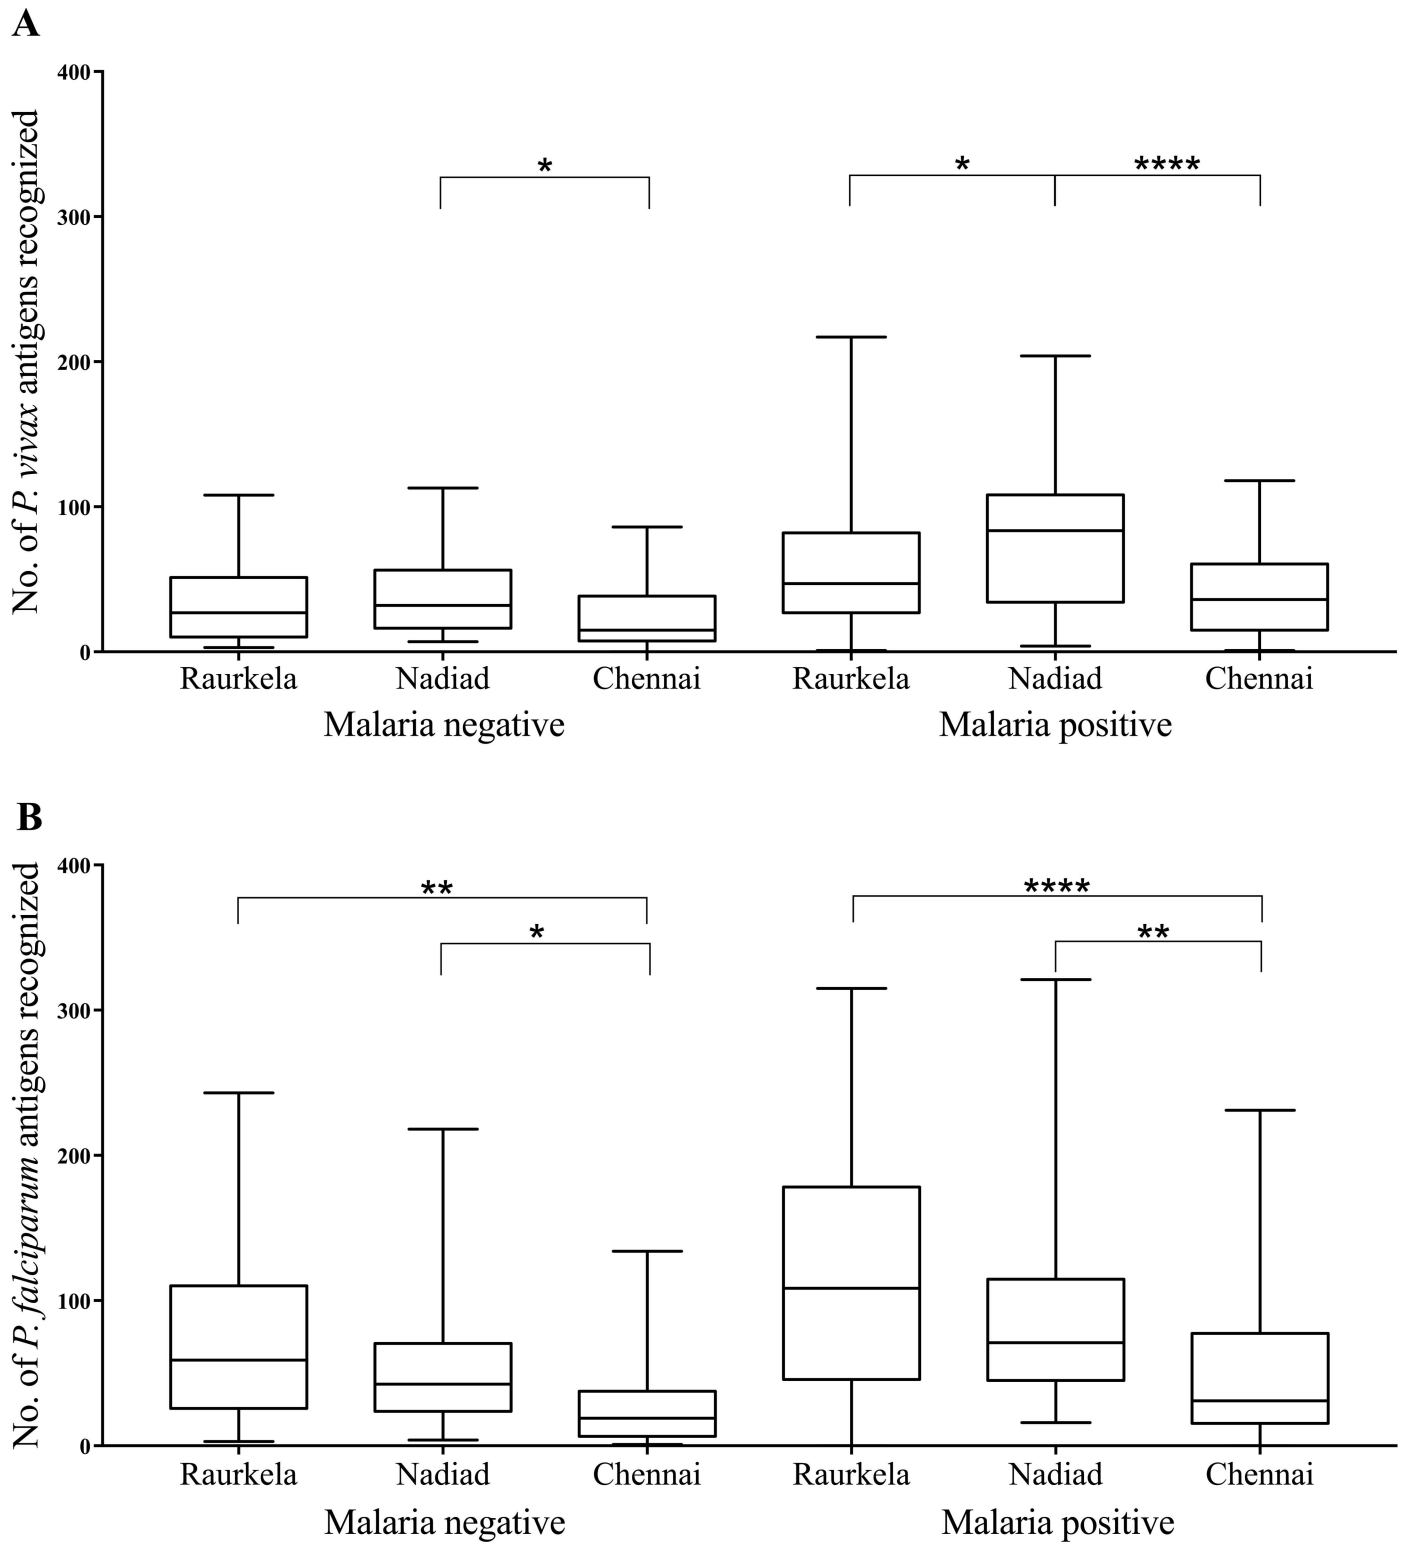 A
No. of P. vivax antigens recognized
400
300
200
100
0
*
*
****
Raurkela Nadiad Chennai Raurkela Nadiad Chennai
Malaria negative Malaria positive
B
No. of P. falciparum antigens recognized
400
300
200
100
0
**
*
****
**
Raurkela Nadiad Chennai Raurkela Nadiad Chennai
Malaria negative Malaria positive